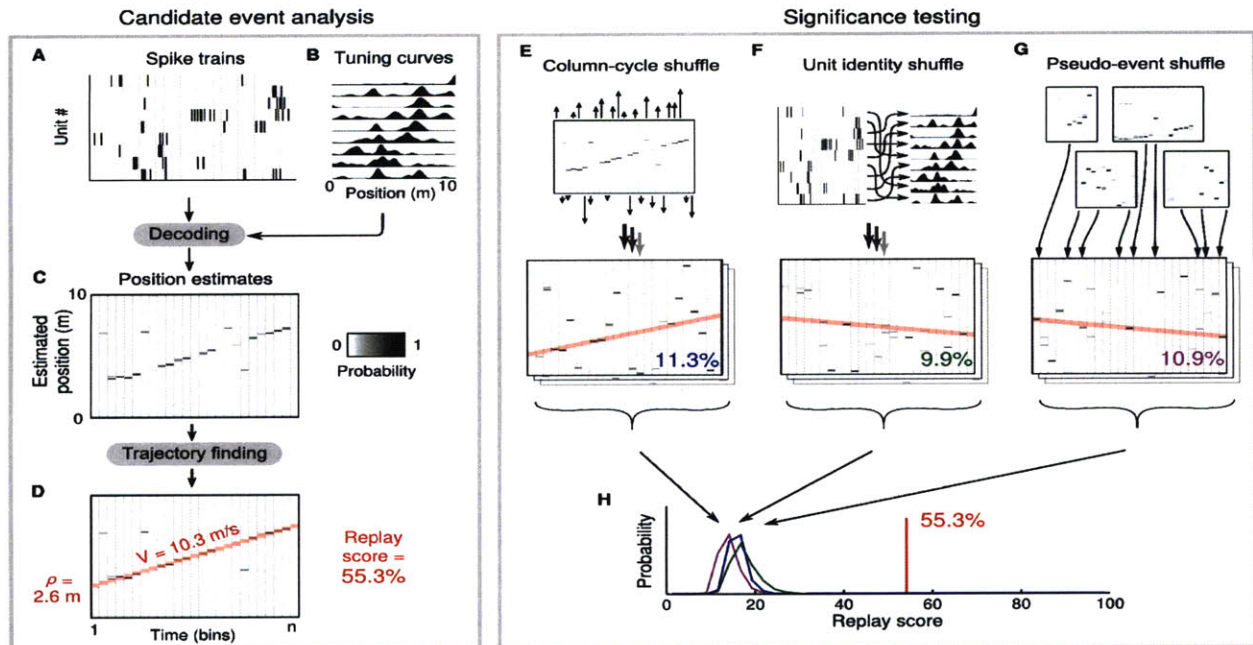 Candidate event analysis
A
Spike trains
Unit #
B
Tuning curves
0
10
Position (m)
Decoding
C
Position estimates
10
Estimated
position (m)
0
0
1
Probability
Trajectory finding
D
V = 10.3 m/s
ρ =
2.6 m
1
n
Time (bins)
Replay
score =
55.3%
Significance testing
E
Column-cycle shuffle
11.3%
F
Unit identity shuffle
9.9%
G
Pseudo-event shuffle
10.9%
H
Probability
55.3%
0
20
40
60
80
100
Replay score